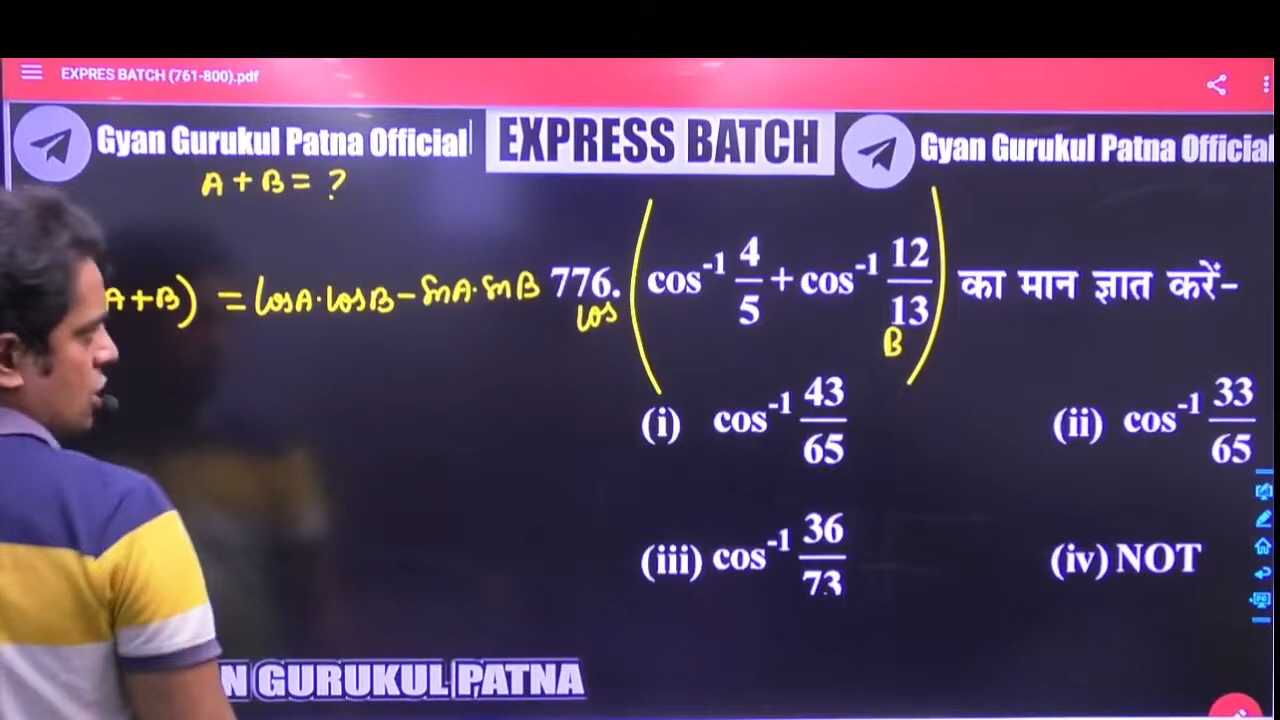 EXPRES BATCH (761-800).pdf
Gyan Gurukul Patna Official
EXPRESS BATCH
Gyan Gurukul Patna Official
A + B = ?
A + B) = cosA · cosB − sinA · sinB
776. (cos⁻¹ 4/5 + cos⁻¹ 12/13) का मान ज्ञात करें-
cos
B
(i) cos⁻¹ 43/65
(ii) cos⁻¹ 33/65
(iii) cos⁻¹ 36/73
(iv) NOT
N GURUKUL PATNA